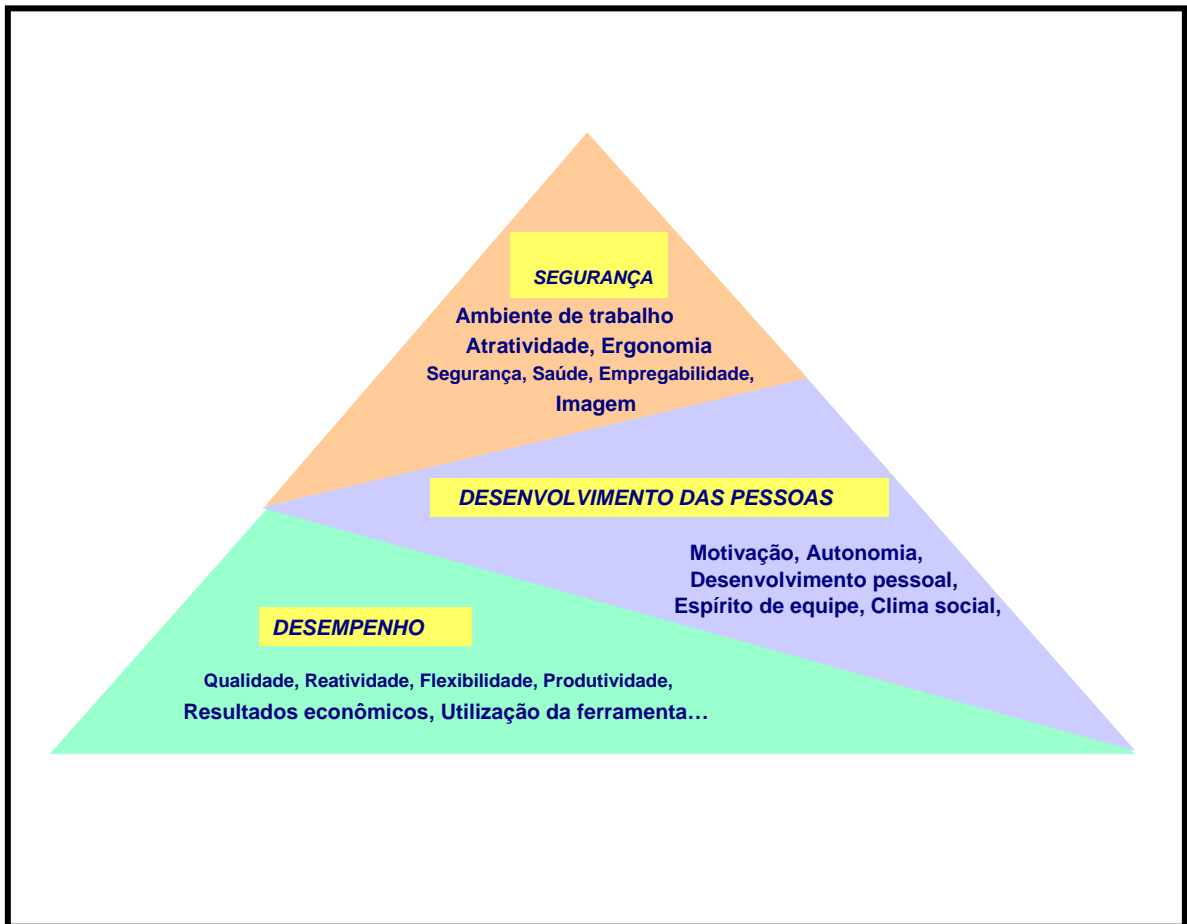 SEGURANÇA
Ambiente de trabalho
Atratividade, Ergonomia
Segurança, Saúde, Empregabilidade,
Imagem
DESENVOLVIMENTO DAS PESSOAS
Motivação, Autonomia,
Desenvolvimento pessoal,
Espírito de equipe, Clima social,
DESEMPENHO
Qualidade, Reatividade, Flexibilidade, Produtividade,
Resultados econômicos, Utilização da ferramenta…